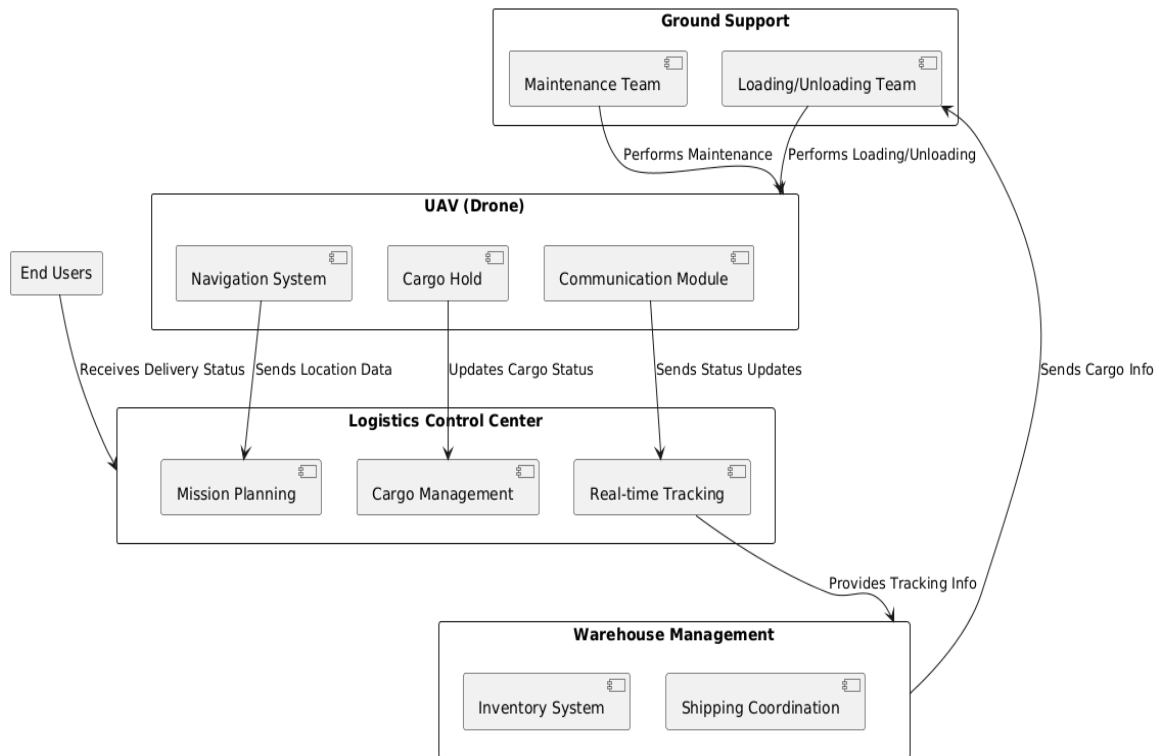 Ground Support
Maintenance Team
Loading/Unloading Team
Performs Maintenance
Performs Loading/Unloading
UAV (Drone)
End Users
Navigation System
Cargo Hold
Communication Module
Receives Delivery Status
Sends Location Data
Updates Cargo Status
Sends Status Updates
Sends Cargo Info
Logistics Control Center
Mission Planning
Cargo Management
Real-time Tracking
Provides Tracking Info
Warehouse Management
Inventory System
Shipping Coordination